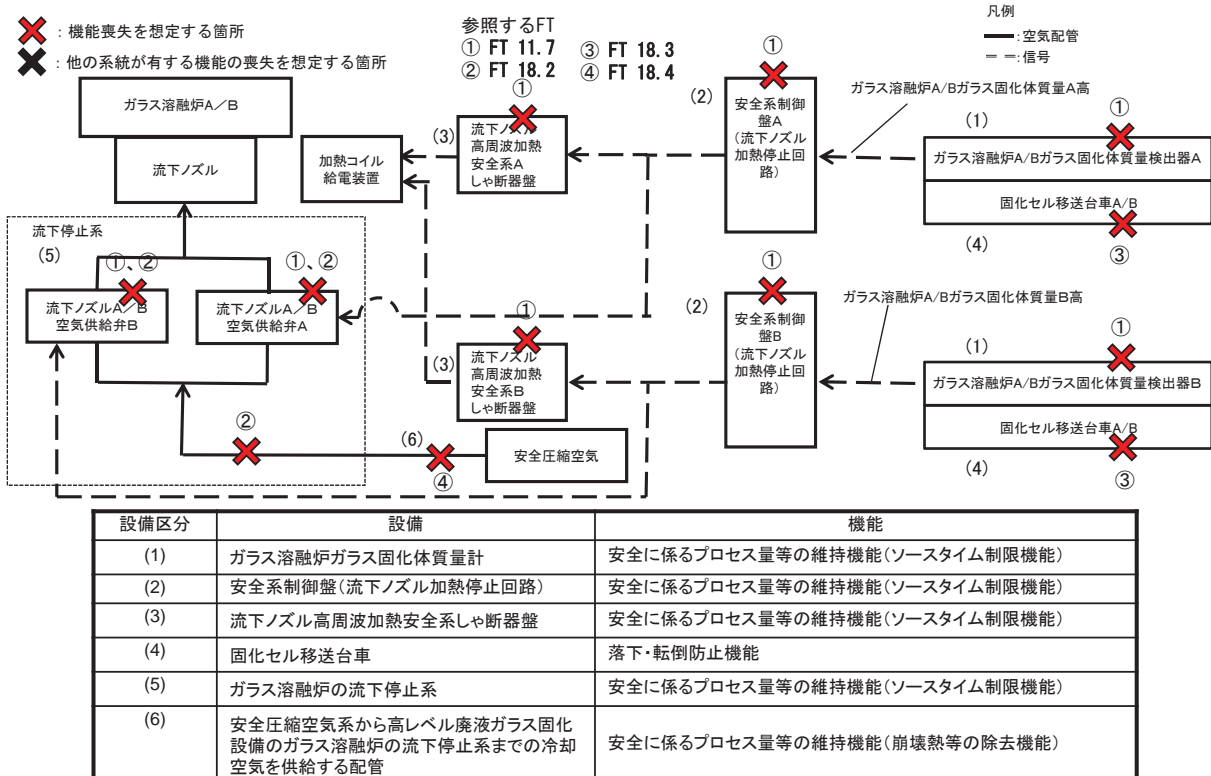 ：機能喪失を想定する箇所
：他の系統が有する機能の喪失を想定する箇所
参照するFT
① FT 11.7 ③ FT 18.3
② FT 18.2 ④ FT 18.4
凡例
：空気配管
：信号
ガラス溶融炉A／B
流下ノズル
加熱コイル
給電装置
①
(3)
流下ノズル
高周波加熱
安全系A
しゃ断器盤
①
(2)
安全系制御
盤A
(流下ノズル
加熱停止回
路)
ガラス溶融炉A/Bガラス固化体質量A高
(1)
①
ガラス溶融炉A/Bガラス固化体質量検出器A
固化セル移送台車A/B
(4)
③
流下停止系
(5)
①、②
流下ノズルA／B
空気供給弁B
①、②
流下ノズルA／B
空気供給弁A
①
(3)
流下ノズル
高周波加熱
安全系B
しゃ断器盤
①
(2)
安全系制御
盤B
(流下ノズル
加熱停止回
路)
ガラス溶融炉A/Bガラス固化体質量B高
(1)
①
ガラス溶融炉A/Bガラス固化体質量検出器B
固化セル移送台車A/B
(4)
③
②
(6)
④
安全圧縮空気
設備区分 設備 機能
(1) ガラス溶融炉ガラス固化体質量計 安全に係るプロセス量等の維持機能(ソースタイム制限機能)
(2) 安全系制御盤(流下ノズル加熱停止回路) 安全に係るプロセス量等の維持機能(ソースタイム制限機能)
(3) 流下ノズル高周波加熱安全系しゃ断器盤 安全に係るプロセス量等の維持機能(ソースタイム制限機能)
(4) 固化セル移送台車 落下・転倒防止機能
(5) ガラス溶融炉の流下停止系 安全に係るプロセス量等の維持機能(ソースタイム制限機能)
(6) 安全圧縮空気系から高レベル廃液ガラス固化
設備のガラス溶融炉の流下停止系までの冷却
空気を供給する配管 安全に係るプロセス量等の維持機能(崩壊熱等の除去機能)